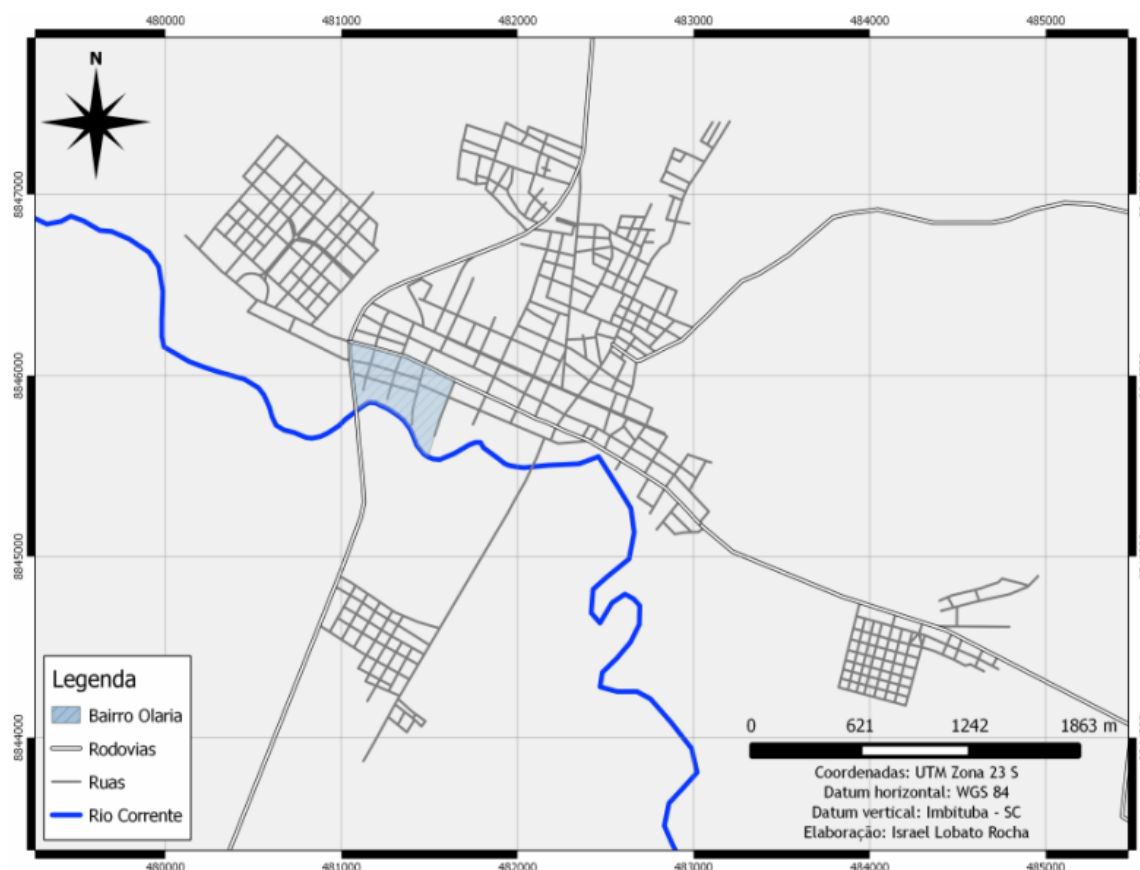 480000 481000 482000 483000 484000 485000
N
8847000
8846000
8845000
8844000
Legenda
Bairro Olaria
Rodovias
Ruas
Rio Corrente
0 621 1242 1863 m
Coordenadas: UTM Zona 23 S
Datum horizontal: WGS 84
Datum vertical: Imbituba - SC
Elaboração: Israel Lobato Rocha
480000 481000 482000 483000 484000 485000